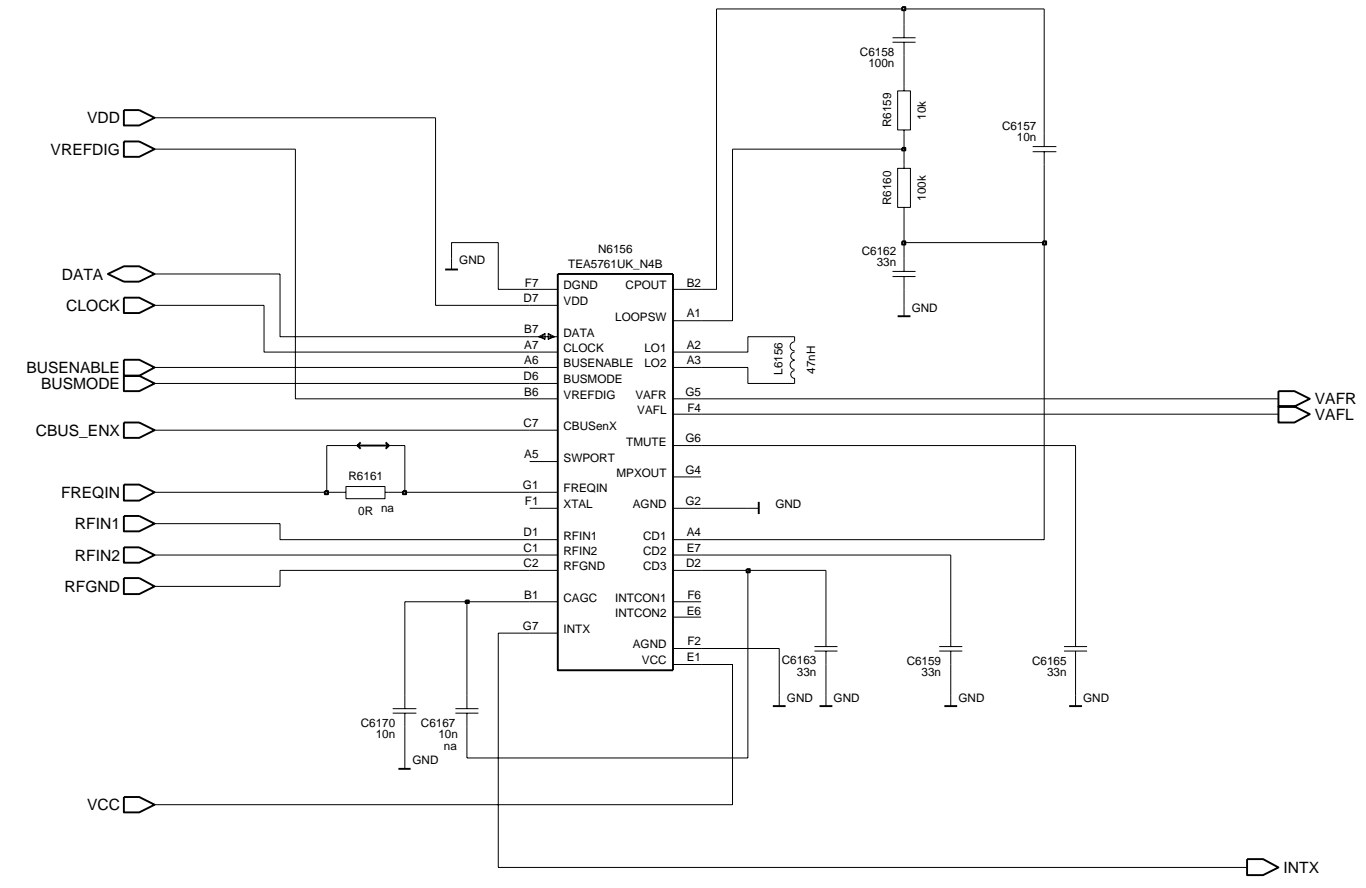 C6158
100n
R6159
10k
C6157
10n
VDD
VREFDIG
R6160
100k
C6162
33n
GND
N6156
TEA5761UK_N4B
GND
DATA
CLOCK
BUSENABLE
BUSMODE
CBUS_ENX
FREQIN
RFIN1
RFIN2
RFGND
R6161
0R na
F7 DGND CPOUT B2
D7 VDD
LOOPSW A1
B7 DATA
A7 CLOCK LO1 A2
A6 BUSENABLE LO2 A3
D6 BUSMODE
B6 VREFDIG VAFR G5
VAFL F4
C7 CBUSenX
TMUTE G6
A5 SWPORT
MPXOUT G4
G1 FREQIN
F1 XTAL AGND G2 GND
D1 RFIN1 CD1 A4
C1 RFIN2 CD2 E7
C2 RFGND CD3 D2
B1 CAGC INTCON1 F6
INTCON2 E6
G7 INTX
AGND F2
VCC E1
L6156
47nH
VAFR
VAFL
C6163
33n
C6159
33n
C6165
33n
GND GND GND GND
C6170
10n
C6167
10n
na
GND
VCC
INTX